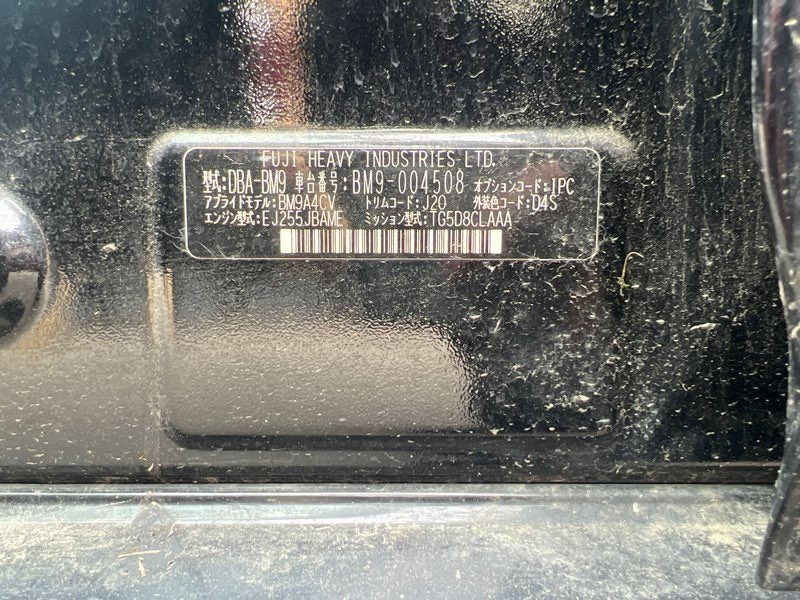 FUJI HEAVY INDUSTRIES LTD.
型式:DBA-BM9 車台番号:BM9-004508 オプションコード:IPC
アプライドモデル:BM9A4CV トリムコード:J20 外装色コード:D4S
エンジン型式:EJ255JBAME ミッション型式:TG5D8CLAAA